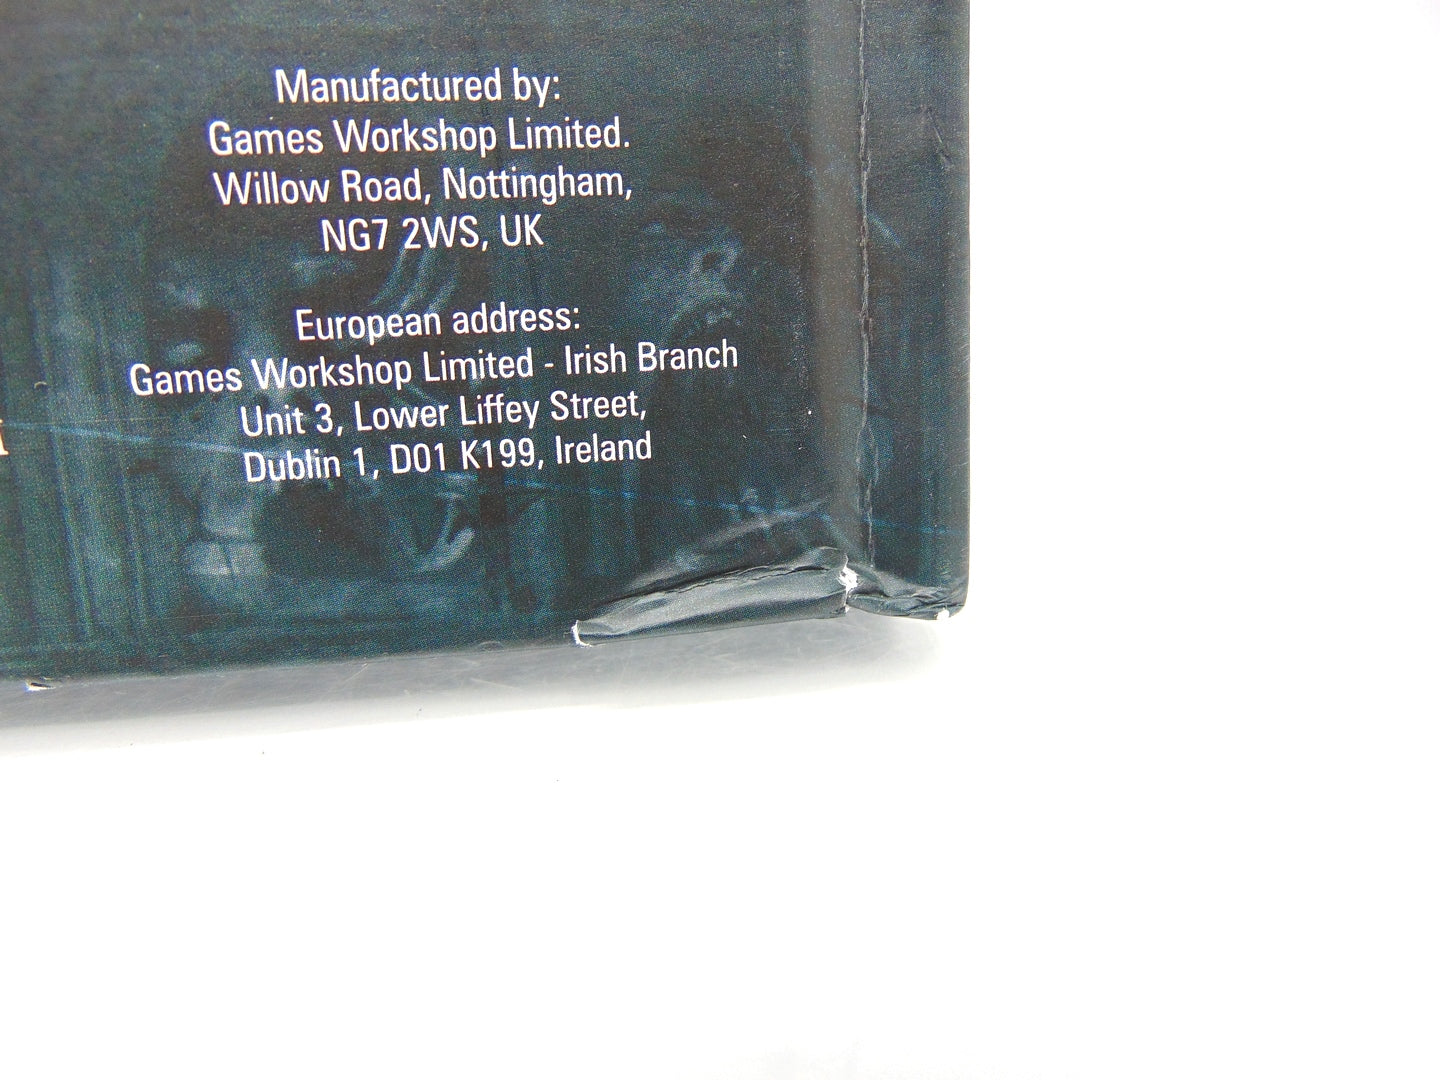 Manufactured by:
Games Workshop Limited.
Willow Road, Nottingham,
NG7 2WS, UK
European address:
Games Workshop Limited - Irish Branch
Unit 3, Lower Liffey Street,
Dublin 1, D01 K199, Ireland